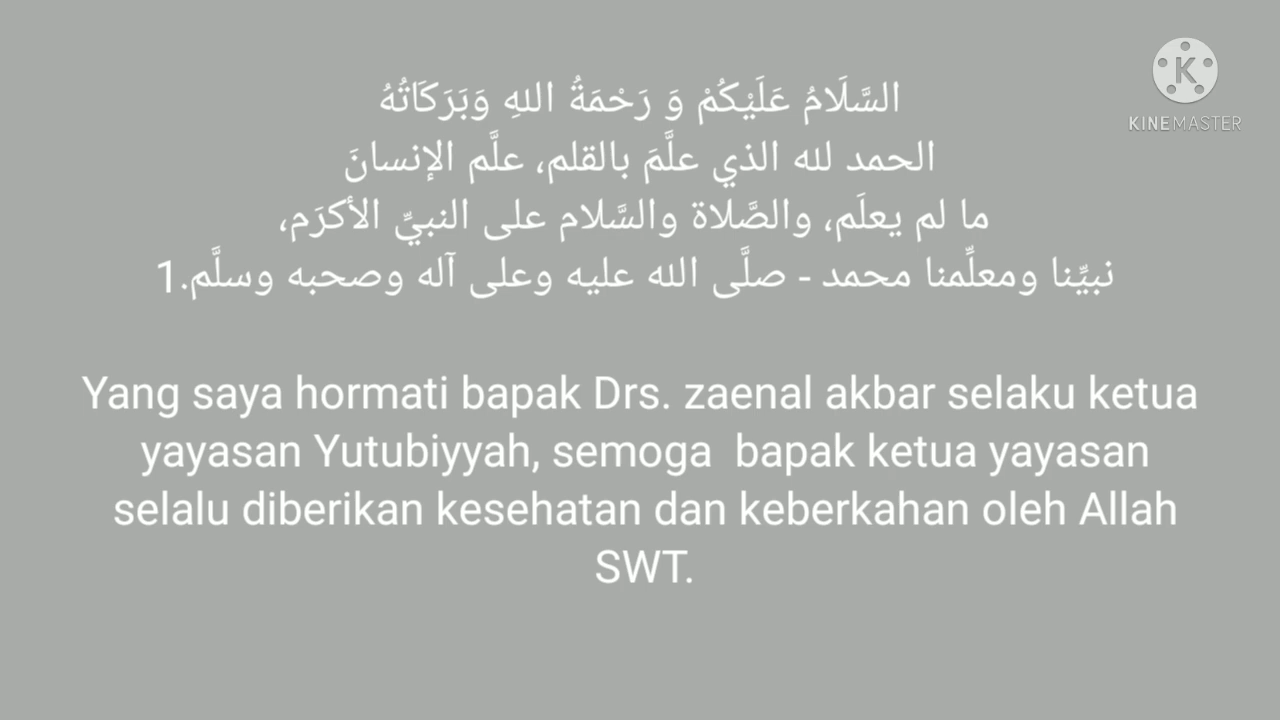 السَّلَامُ عَلَيْكُمْ وَ رَحْمَةُ اللهِ وَبَرَكَاتُهُ
الحمد لله الذي علَّمَ بالقلم، علَّم الإنسانَ
ما لم يعلَم، والصَّلاة والسَّلام على النبيِّ الأكرَم،
نبيِّنا ومعلِّمنا محمد - صلَّى الله عليه وعلى آله وصحبه وسلَّم.1
Yang saya hormati bapak Drs. zaenal akbar selaku ketua
yayasan Yutubiyyah, semoga  bapak ketua yayasan
selalu diberikan kesehatan dan keberkahan oleh Allah
SWT.
K
KINEMASTER